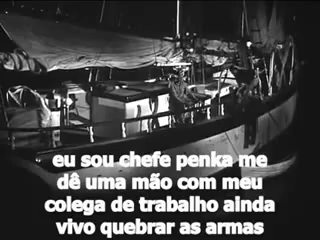 eu sou chefe penka me
dê uma mão com meu
colega de trabalho ainda
vivo quebrar as armas